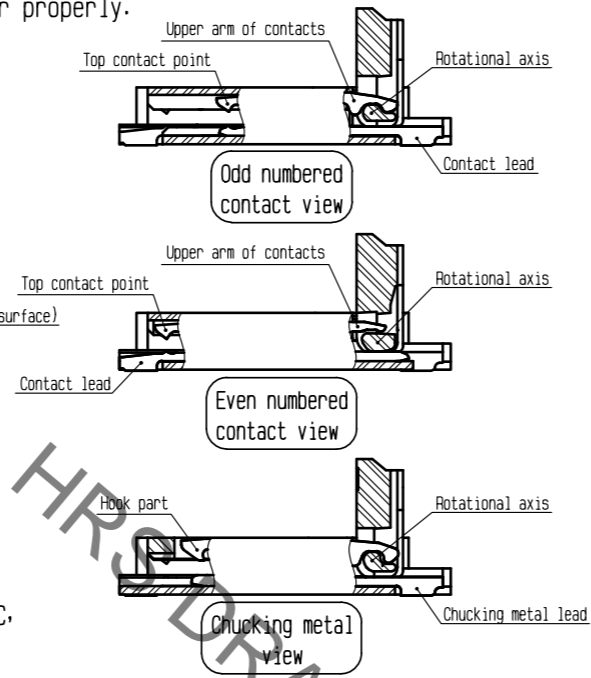 r properly.
Upper arm of contacts
Top contact point
Rotational axis
Contact lead
Odd numbered
contact view
Upper arm of contacts
Top contact point
Rotational axis
surface)
Contact lead
Even numbered
contact view
Hook part
Rotational axis
Chucking metal lead
Chucking metal
view
C,
HRS DRA